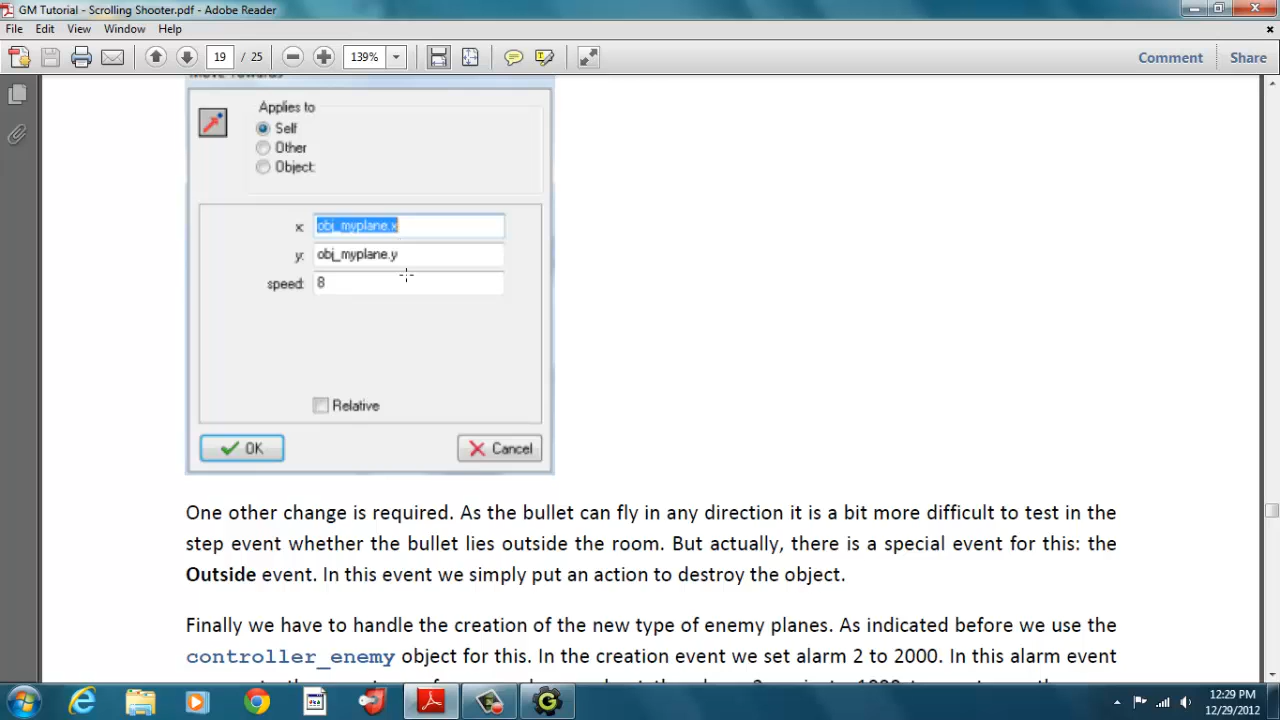 GM Tutorial - Scrolling Shooter.pdf - Adobe Reader
File Edit View Window Help
19 / 25 139% Comment Share
Move Towards
Applies to
Self
Other
Object:
x: obj_myplane.x
y: obj_myplane.y
speed: 8
Relative
OK Cancel
One other change is required. As the bullet can fly in any direction it is a bit more difficult to test in the
step event whether the bullet lies outside the room. But actually, there is a special event for this: the
Outside event. In this event we simply put an action to destroy the object.
Finally we have to handle the creation of the new type of enemy planes. As indicated before we use the
controller_enemy object for this. In the creation event we set alarm 2 to 2000. In this alarm event
12:29 PM
12/29/2012